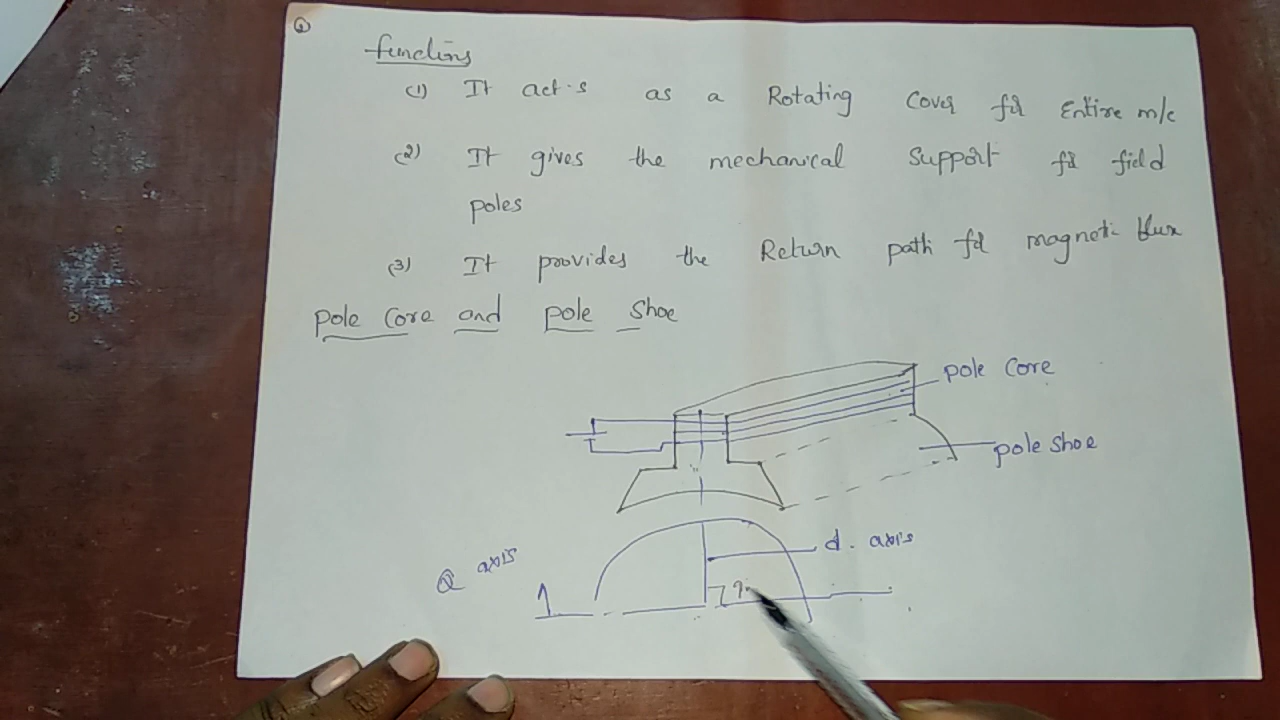 functions
(1) It acts as a Rotating Cover for Entire m/c
(2) It gives the mechanical Support for field
poles
(3) It provides the Return path for magnetic flux
pole Core and pole Shoe
pole Core
pole Shoe
d. axis
Q axis